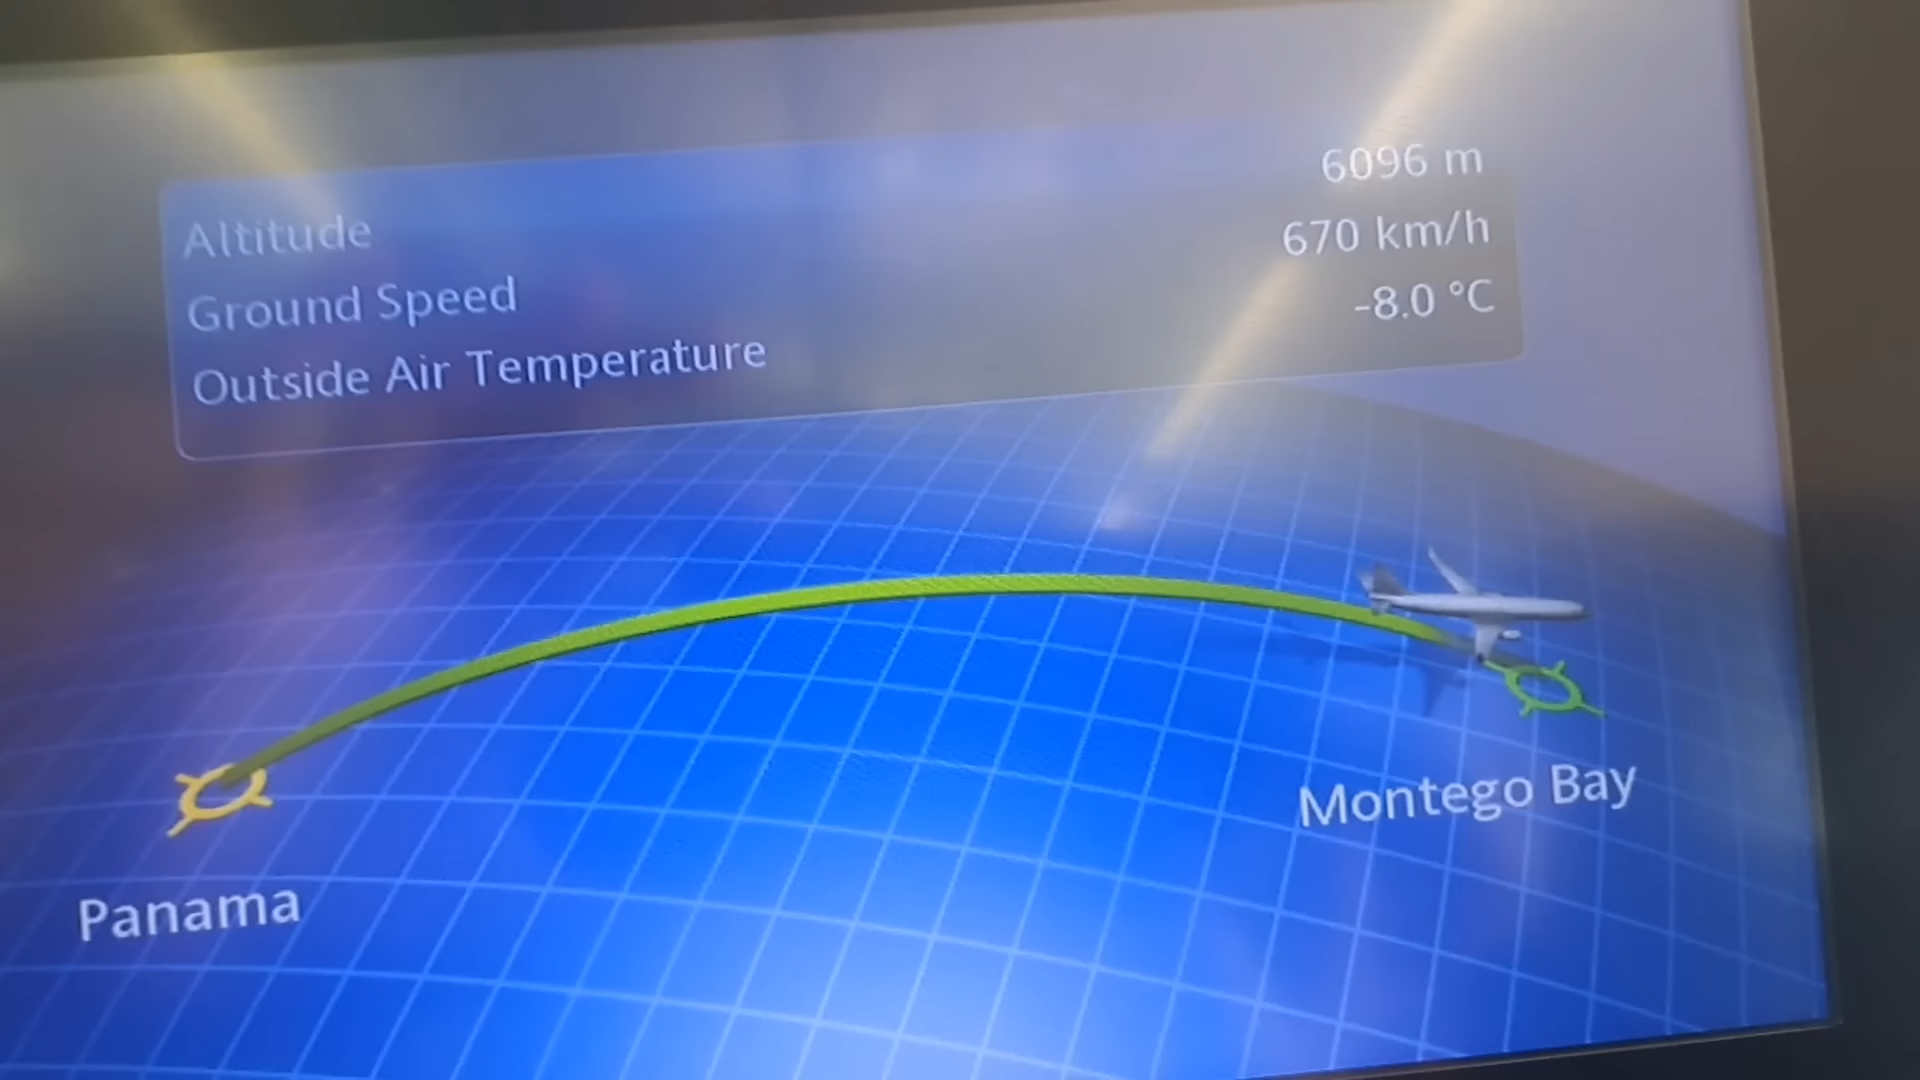 Altitude 6096 m
Ground Speed 670 km/h
Outside Air Temperature -8.0 °C
Montego Bay
Panama